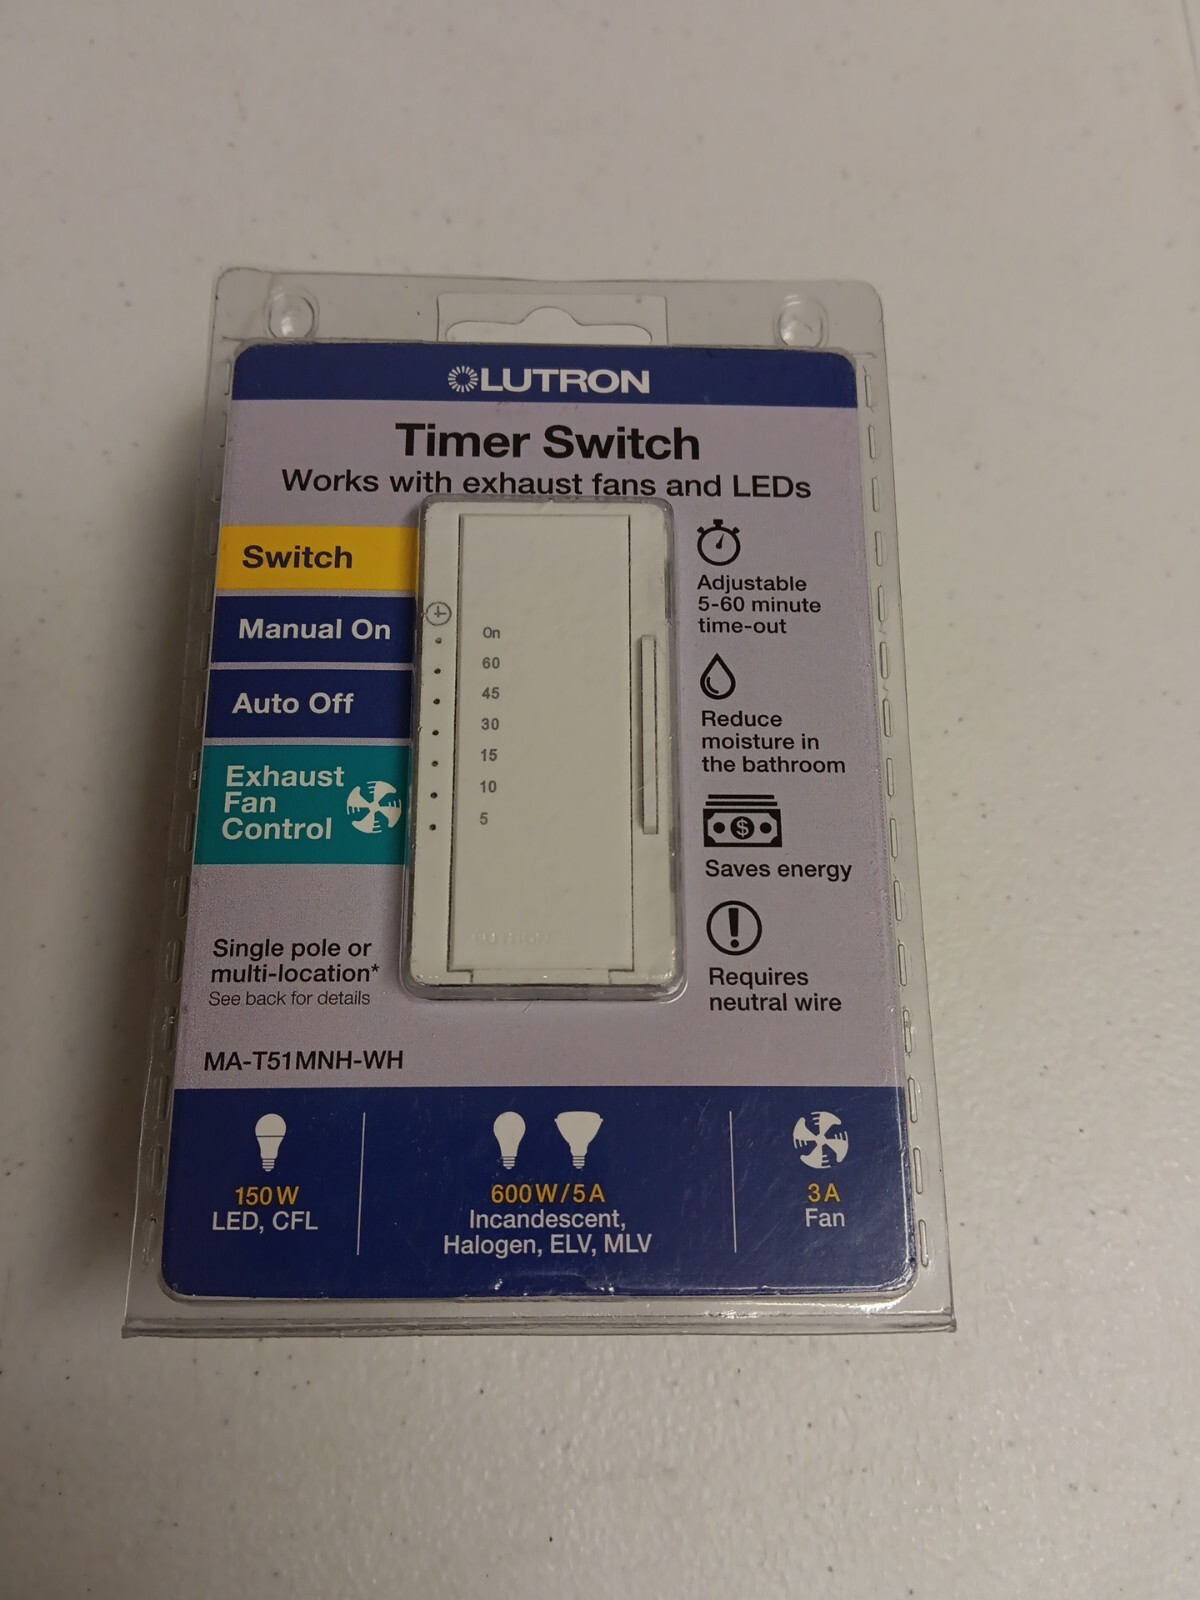 LUTRON
Timer Switch
Works with exhaust fans and LEDs
Switch
Manual On
Auto Off
Exhaust
Fan
Control
Single pole or
multi-location*
See back for details
MA-T51MNH-WH
On
60
45
30
15
10
5
LUTRON
Adjustable
5-60 minute
time-out
Reduce
moisture in
the bathroom
$
Saves energy
!
Requires
neutral wire
150W
LED, CFL
600W/5A
Incandescent,
Halogen, ELV, MLV
3A
Fan